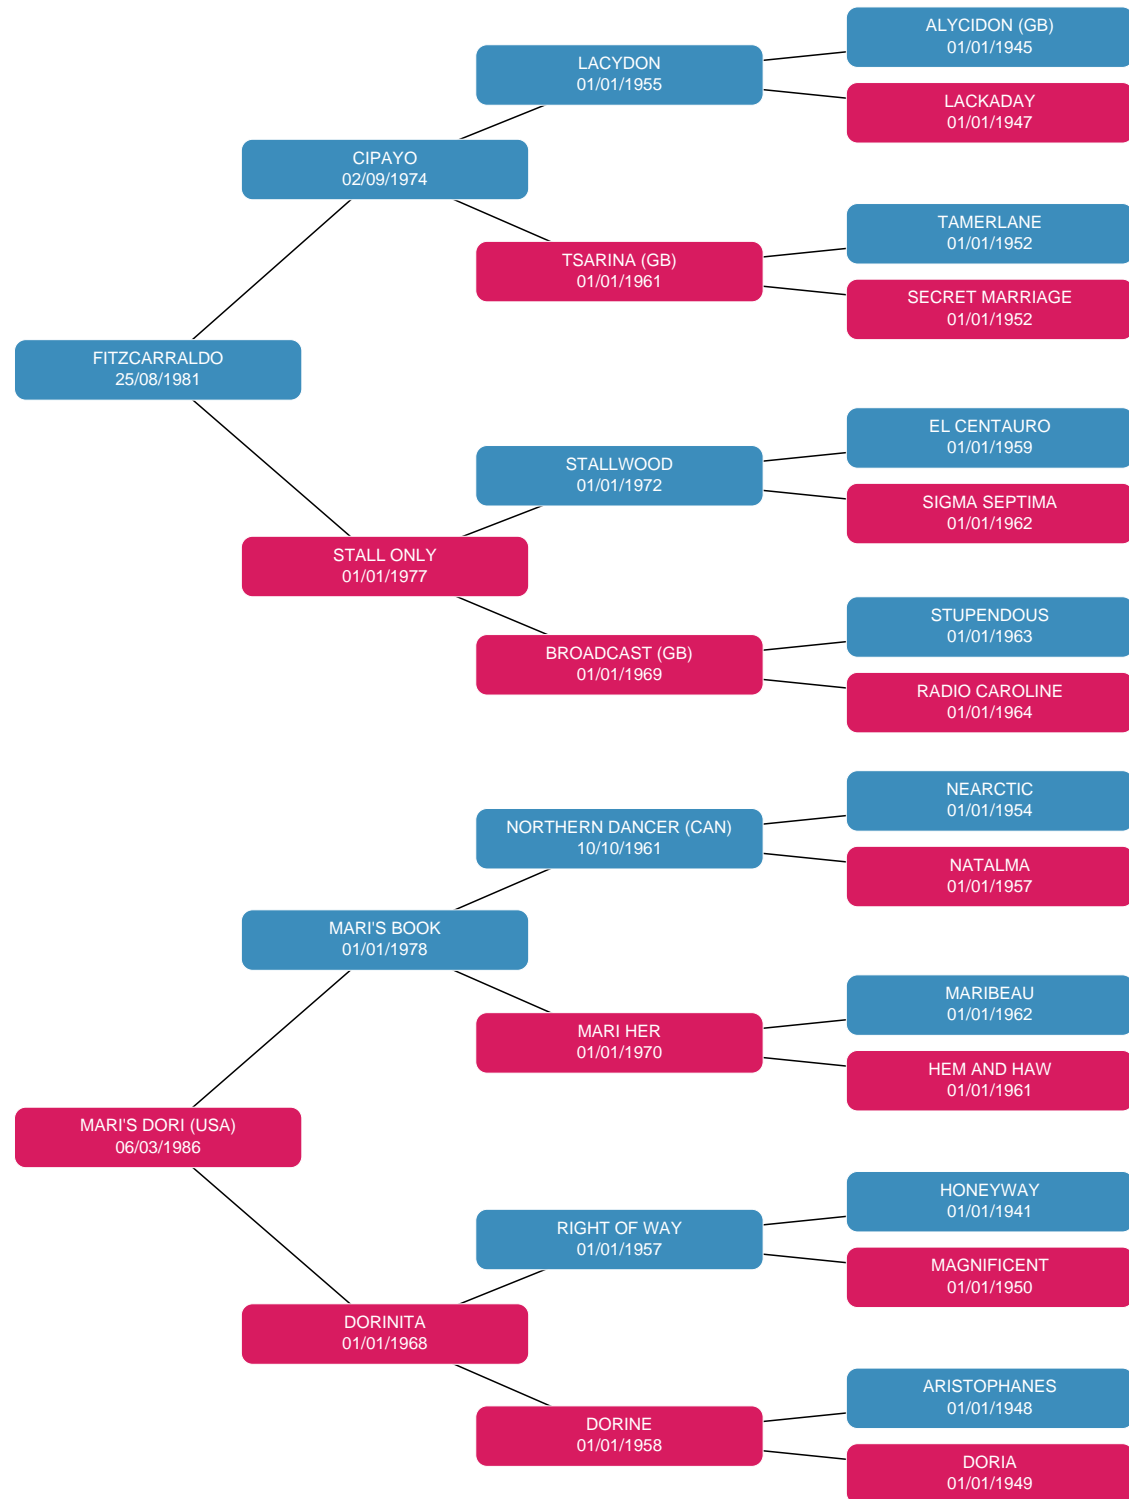 ALYCIDON (GB)
01/01/1945
LACYDON
01/01/1955
LACKADAY
01/01/1947
CIPAYO
02/09/1974
TAMERLANE
01/01/1952
TSARINA (GB)
01/01/1961
SECRET MARRIAGE
01/01/1952
FITZCARRALDO
25/08/1981
EL CENTAURO
01/01/1959
STALLWOOD
01/01/1972
SIGMA SEPTIMA
01/01/1962
STALL ONLY
01/01/1977
STUPENDOUS
01/01/1963
BROADCAST (GB)
01/01/1969
RADIO CAROLINE
01/01/1964
NEARCTIC
01/01/1954
NORTHERN DANCER (CAN)
10/10/1961
NATALMA
01/01/1957
MARI'S BOOK
01/01/1978
MARIBEAU
01/01/1962
MARI HER
01/01/1970
HEM AND HAW
01/01/1961
MARI'S DORI (USA)
06/03/1986
HONEYWAY
01/01/1941
RIGHT OF WAY
01/01/1957
MAGNIFICENT
01/01/1950
DORINITA
01/01/1968
ARISTOPHANES
01/01/1948
DORINE
01/01/1958
DORIA
01/01/1949